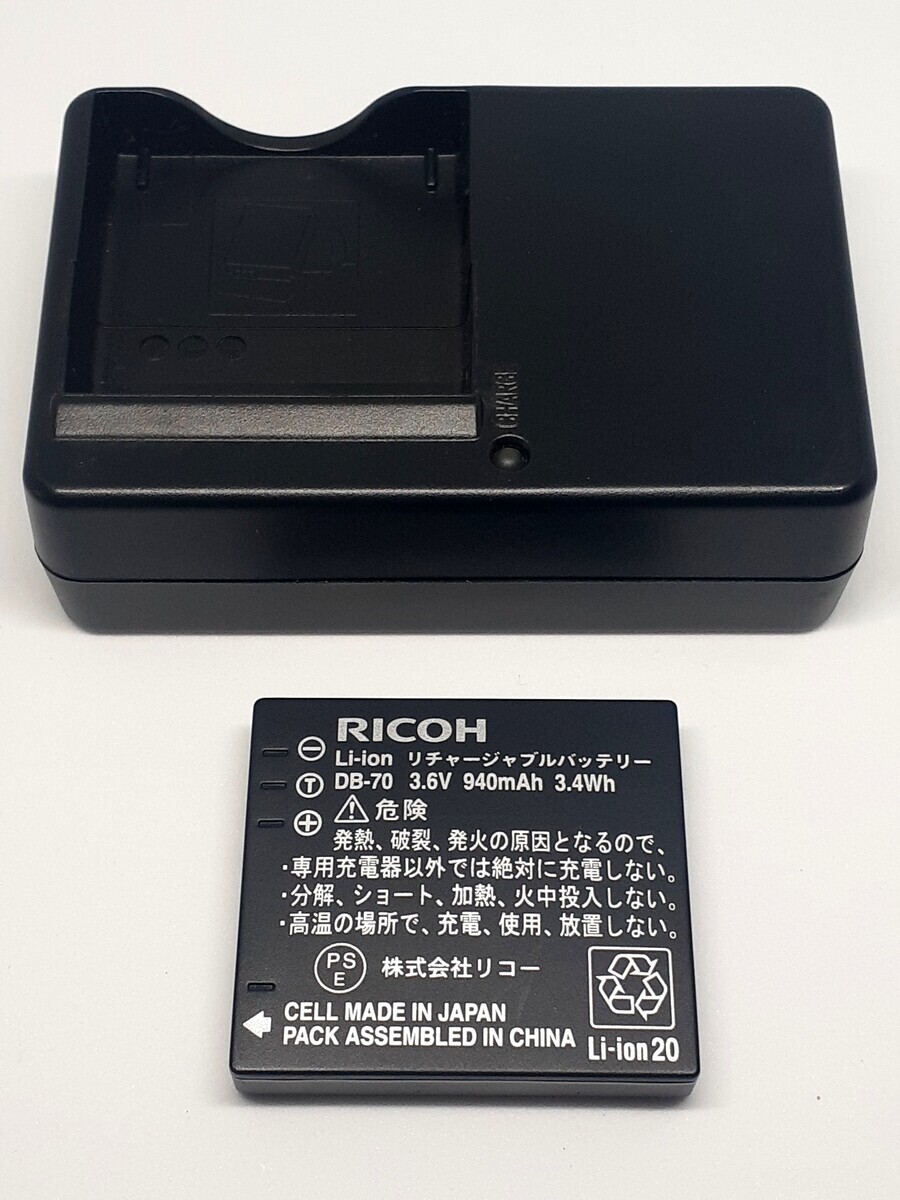 CHARGE
RICOH
Li-ion リチャージャブルバッテリー
DB-70 3.6V 940mAh 3.4Wh
危険
発熱、破裂、発火の原因となるので、
・専用充電器以外では絶対に充電しない。
・分解、ショート、加熱、火中投入しない。
・高温の場所で、充電、使用、放置しない。
PS
E
株式会社リコー
CELL MADE IN JAPAN
PACK ASSEMBLED IN CHINA
Li-ion20
- 
T
+